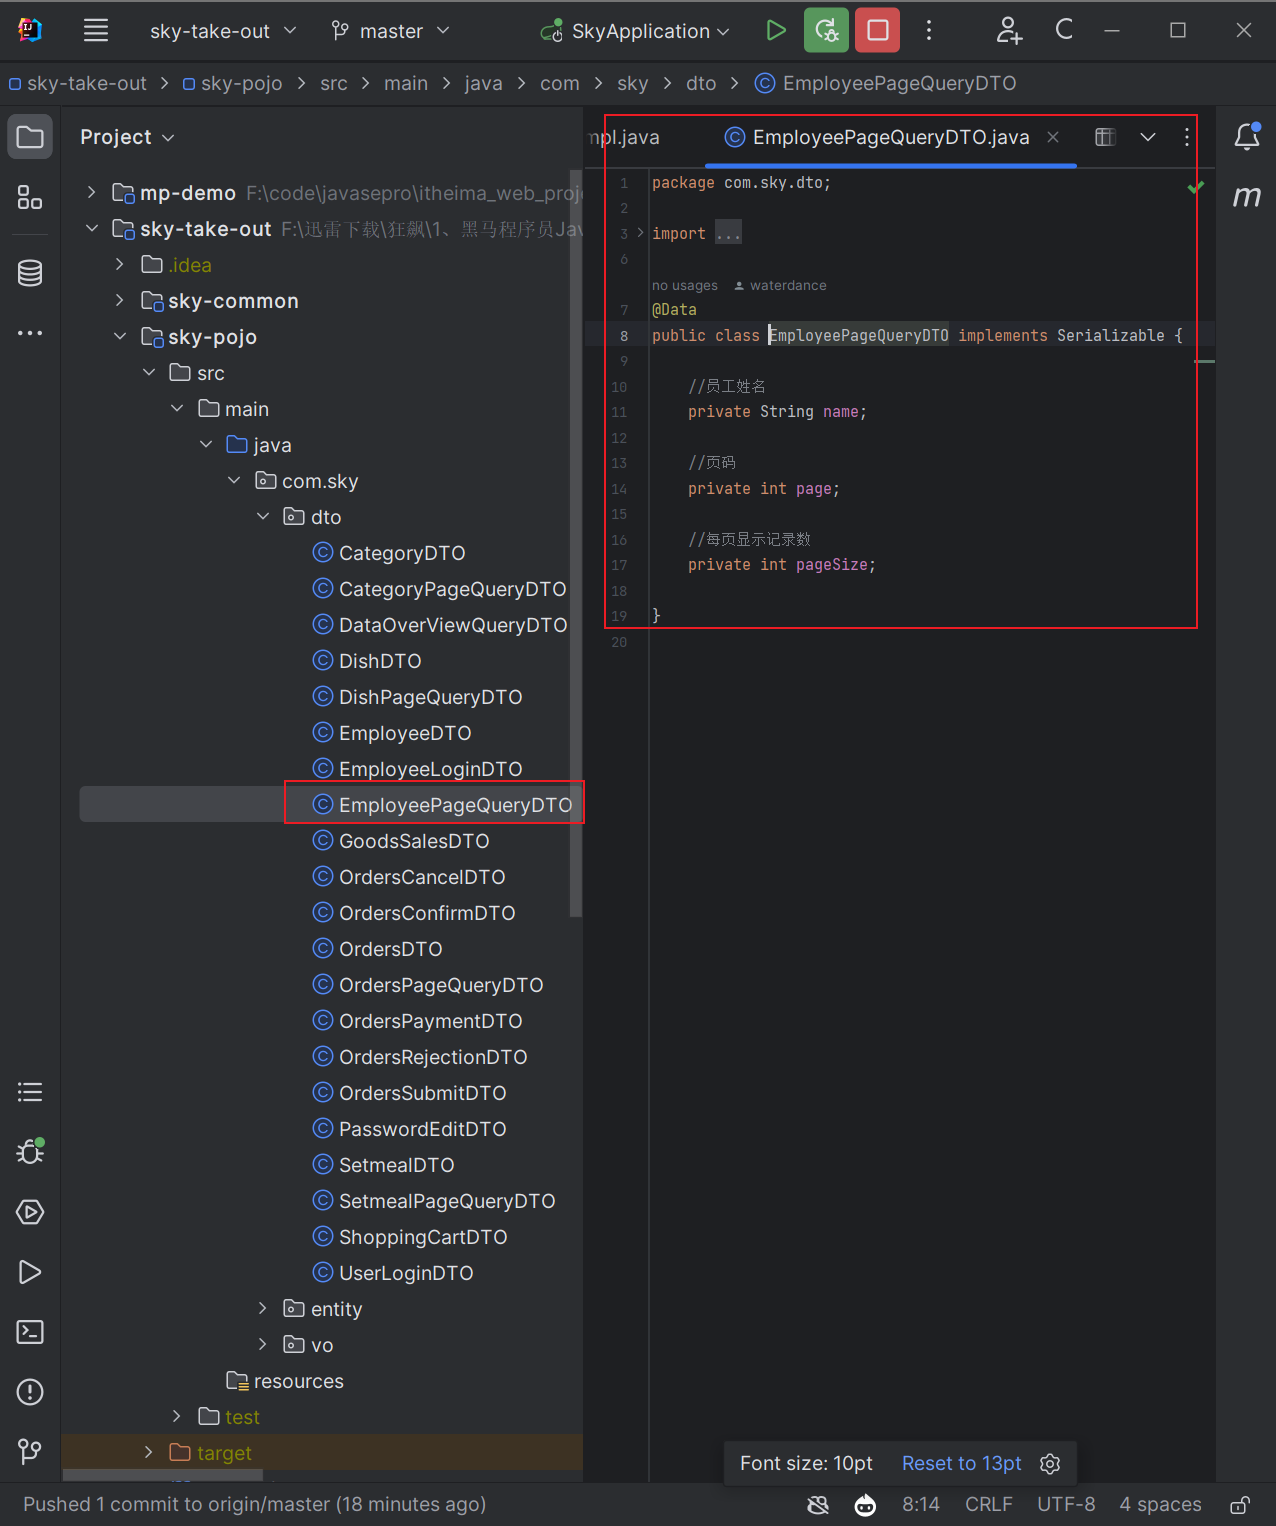 sky-take-out
master
SkyApplication
sky-take-out > sky-pojo > src > main > java > com > sky > dto > EmployeePageQueryDTO
Project
mp-demo F:\code\javasepro\itheima_web_proj
sky-take-out F:\迅雷下载\狂飙\1、黑马程序员Jav
.idea
sky-common
sky-pojo
src
main
java
com.sky
dto
CategoryDTO
CategoryPageQueryDTO
DataOverViewQueryDTO
DishDTO
DishPageQueryDTO
EmployeeDTO
EmployeeLoginDTO
EmployeePageQueryDTO
GoodsSalesDTO
OrdersCancelDTO
OrdersConfirmDTO
OrdersDTO
OrdersPageQueryDTO
OrdersPaymentDTO
OrdersRejectionDTO
OrdersSubmitDTO
PasswordEditDTO
SetmealDTO
SetmealPageQueryDTO
ShoppingCartDTO
UserLoginDTO
entity
vo
resources
test
target
mpl.java
EmployeePageQueryDTO.java
1 package com.sky.dto;
2
3 import ...
6
no usages waterdance
7 @Data
8 public class EmployeePageQueryDTO implements Serializable {
9
10 //员工姓名
11 private String name;
12
13 //页码
14 private int page;
15
16 //每页显示记录数
17 private int pageSize;
18
19 }
20
m
Font size: 10pt Reset to 13pt
Pushed 1 commit to origin/master (18 minutes ago)
8:14 CRLF UTF-8 4 spaces